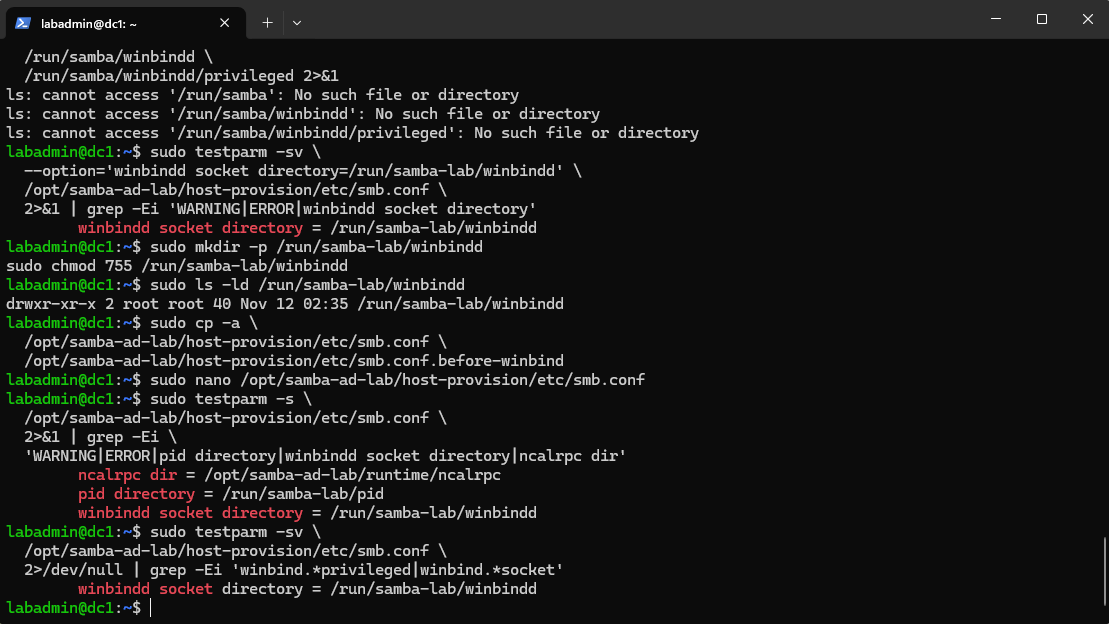 labadmin@dc1: ~
/run/samba/winbindd \
/run/samba/winbindd/privileged 2>&1
ls: cannot access '/run/samba': No such file or directory
ls: cannot access '/run/samba/winbindd': No such file or directory
ls: cannot access '/run/samba/winbindd/privileged': No such file or directory
labadmin@dc1:~$ sudo testparm -sv \
--option='winbindd socket directory=/run/samba-lab/winbindd' \
/opt/samba-ad-lab/host-provision/etc/smb.conf \
2>&1 | grep -Ei 'WARNING|ERROR|winbindd socket directory'
winbindd socket directory = /run/samba-lab/winbindd
labadmin@dc1:~$ sudo mkdir -p /run/samba-lab/winbindd
sudo chmod 755 /run/samba-lab/winbindd
labadmin@dc1:~$ sudo ls -ld /run/samba-lab/winbindd
drwxr-xr-x 2 root root 40 Nov 12 02:35 /run/samba-lab/winbindd
labadmin@dc1:~$ sudo cp -a \
/opt/samba-ad-lab/host-provision/etc/smb.conf \
/opt/samba-ad-lab/host-provision/etc/smb.conf.before-winbind
labadmin@dc1:~$ sudo nano /opt/samba-ad-lab/host-provision/etc/smb.conf
labadmin@dc1:~$ sudo testparm -s \
/opt/samba-ad-lab/host-provision/etc/smb.conf \
2>&1 | grep -Ei \
'WARNING|ERROR|pid directory|winbindd socket directory|ncalrpc dir'
ncalrpc dir = /opt/samba-ad-lab/runtime/ncalrpc
pid directory = /run/samba-lab/pid
winbindd socket directory = /run/samba-lab/winbindd
labadmin@dc1:~$ sudo testparm -sv \
/opt/samba-ad-lab/host-provision/etc/smb.conf \
2>/dev/null | grep -Ei 'winbind.*privileged|winbind.*socket'
winbindd socket directory = /run/samba-lab/winbindd
labadmin@dc1:~$